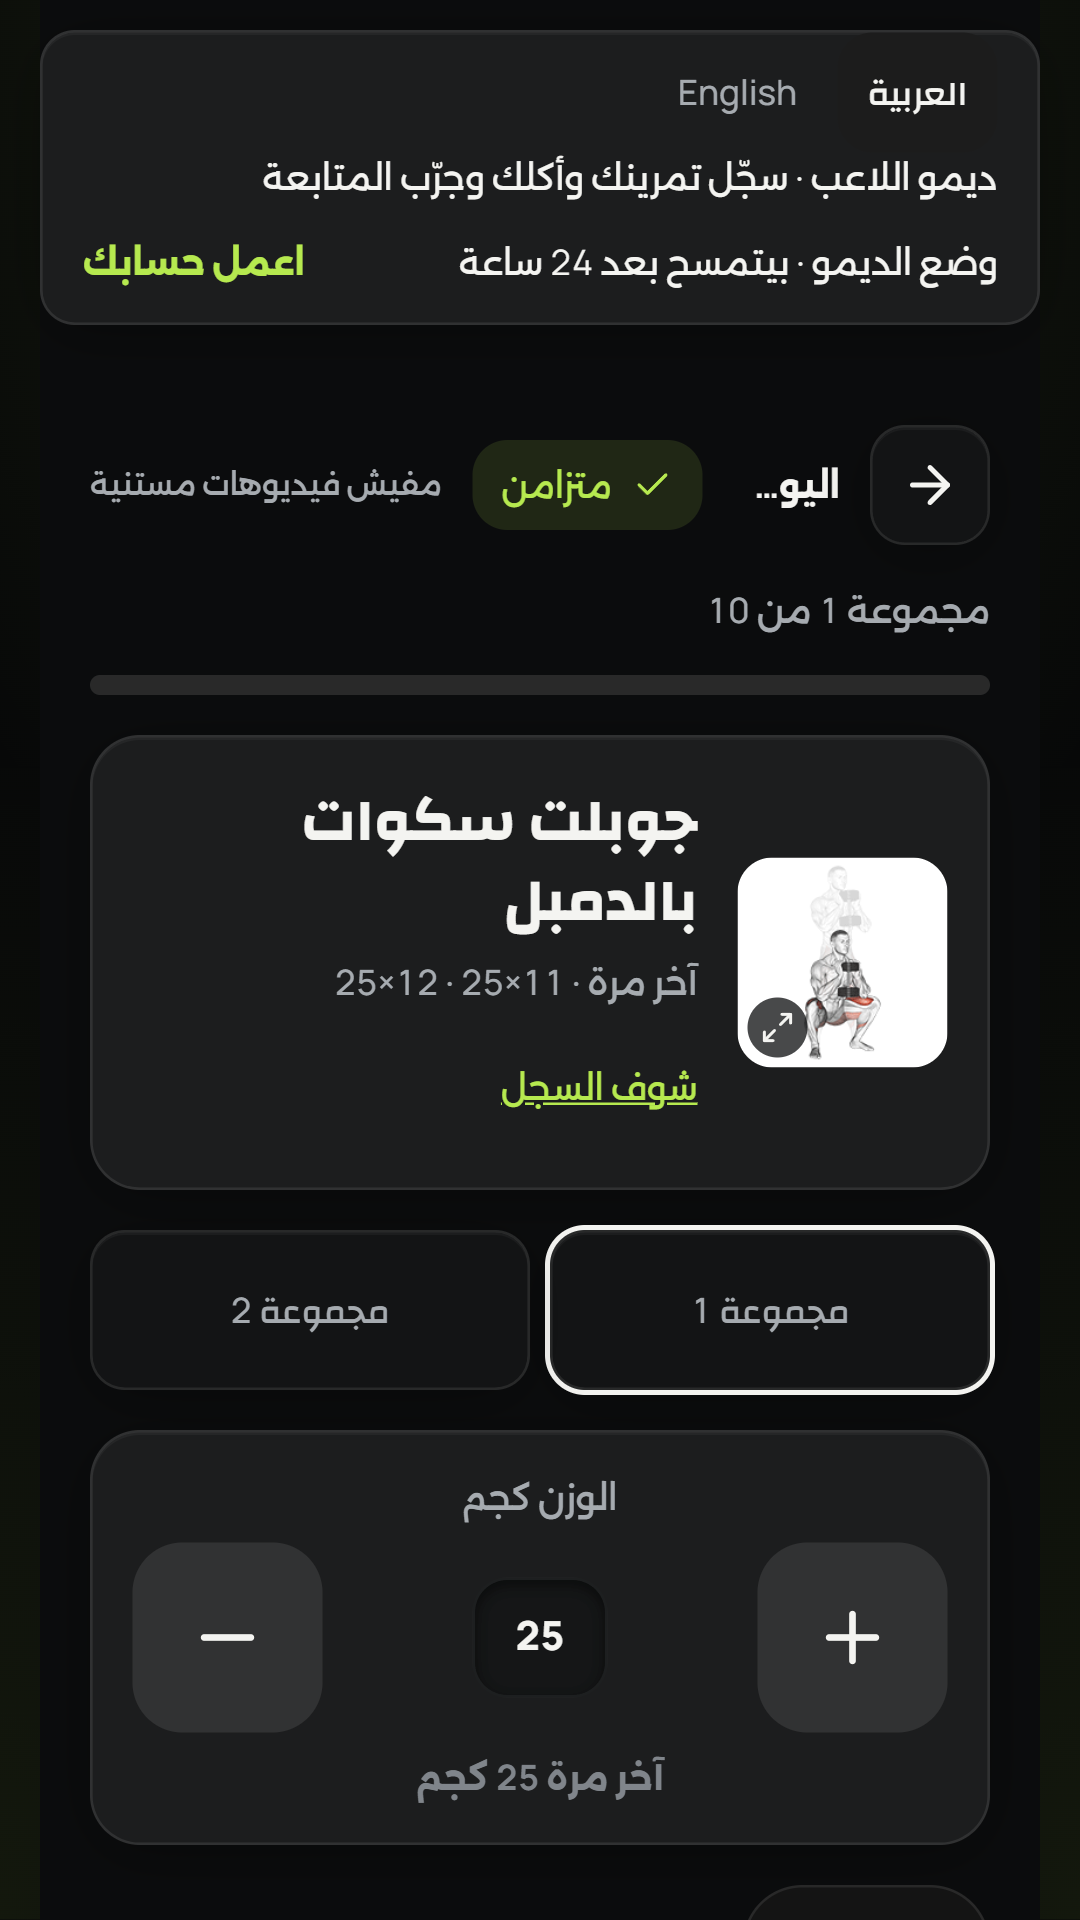 العربية English
ديمو اللاعب · سجّل تمرينك وأكلك وجرّب المتابعة
وضع الديمو · بيتمسح بعد 24 ساعة اعمل حسابك
اليو... متزامن مفيش فيديوهات مستنية
مجموعة 1 من 10
جوبلت سكوات
بالدمبل
آخر مرة · 11×25 · 12×25
شوف السجل
مجموعة 1 مجموعة 2
الوزن كجم
25
آخر مرة 25 كجم